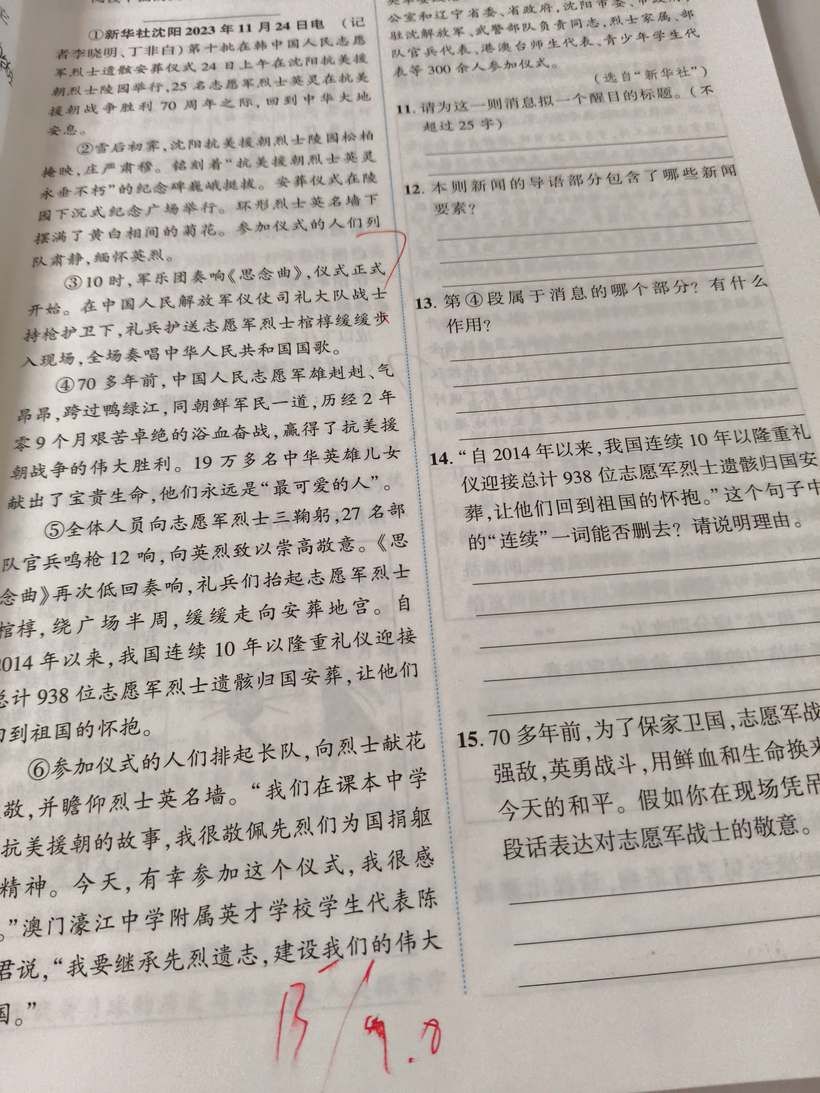 ①新华社沈阳2023年11月24日电 (记
者李晓明、丁非白)第十批在韩中国人民志愿
军烈士遗骸安葬仪式24日上午在沈阳抗美援
朝烈士陵园举行,25名志愿军烈士英灵在抗美
援朝战争胜利70周年之际,回到中华大地
安息。
②雪后初霁,沈阳抗美援朝烈士陵园松柏
掩映,庄严肃穆。铭刻着“抗美援朝烈士英灵
永垂不朽”的纪念碑巍峨挺拔。安葬仪式在陵
园下沉式纪念广场举行。环形烈士英名墙下
摆满了黄白相间的菊花。参加仪式的人们列
队肃静,缅怀英烈。
③10时,军乐团奏响《思念曲》,仪式正式
开始。在中国人民解放军仪仗司礼大队战士
持枪护卫下,礼兵护送志愿军烈士棺椁缓缓步
入现场,全场奏唱中华人民共和国国歌。
④70多年前,中国人民志愿军雄赳赳、气
昂昂,跨过鸭绿江,同朝鲜军民一道,历经2年
零9个月艰苦卓绝的浴血奋战,赢得了抗美援
朝战争的伟大胜利。19万多名中华英雄儿女
献出了宝贵生命,他们永远是“最可爱的人”。
⑤全体人员向志愿军烈士三鞠躬,27名部
队官兵鸣枪12响,向英烈致以崇高敬意。《思
念曲》再次低回奏响,礼兵们抬起志愿军烈士
棺椁,绕广场半周,缓缓走向安葬地宫。自
2014年以来,我国连续10年以隆重礼仪迎接
总计938位志愿军烈士遗骸归国安葬,让他们
回到祖国的怀抱。
⑥参加仪式的人们排起长队,向烈士献花
敬,并瞻仰烈士英名墙。“我们在课本中学
抗美援朝的故事,我很敬佩先烈们为国捐躯
精神。今天,有幸参加这个仪式,我很感
。”澳门濠江中学附属英才学校学生代表陈
君说,“我要继承先烈遗志,建设我们的伟大
国。”
公室和辽宁省委、省政府,沈阳市委、市政府,
驻沈解放军、武警部队负责同志,烈士家属、部
队官兵代表、港澳台师生代表、青少年学生代
表等300余人参加仪式。
(选自“新华社”)
11. 请为这一则消息拟一个醒目的标题。(不
超过25字)
12. 本则新闻的导语部分包含了哪些新闻
要素?
13. 第④段属于消息的哪个部分? 有什么
作用?
14. “自2014年以来,我国连续10年以隆重礼
仪迎接总计938位志愿军烈士遗骸归国安
葬,让他们回到祖国的怀抱。”这个句子中
的“连续”一词能否删去? 请说明理由。
15. 70多年前,为了保家卫国,志愿军战
强敌,英勇战斗,用鲜血和生命换来
今天的和平。假如你在现场凭吊
段话表达对志愿军战士的敬意。